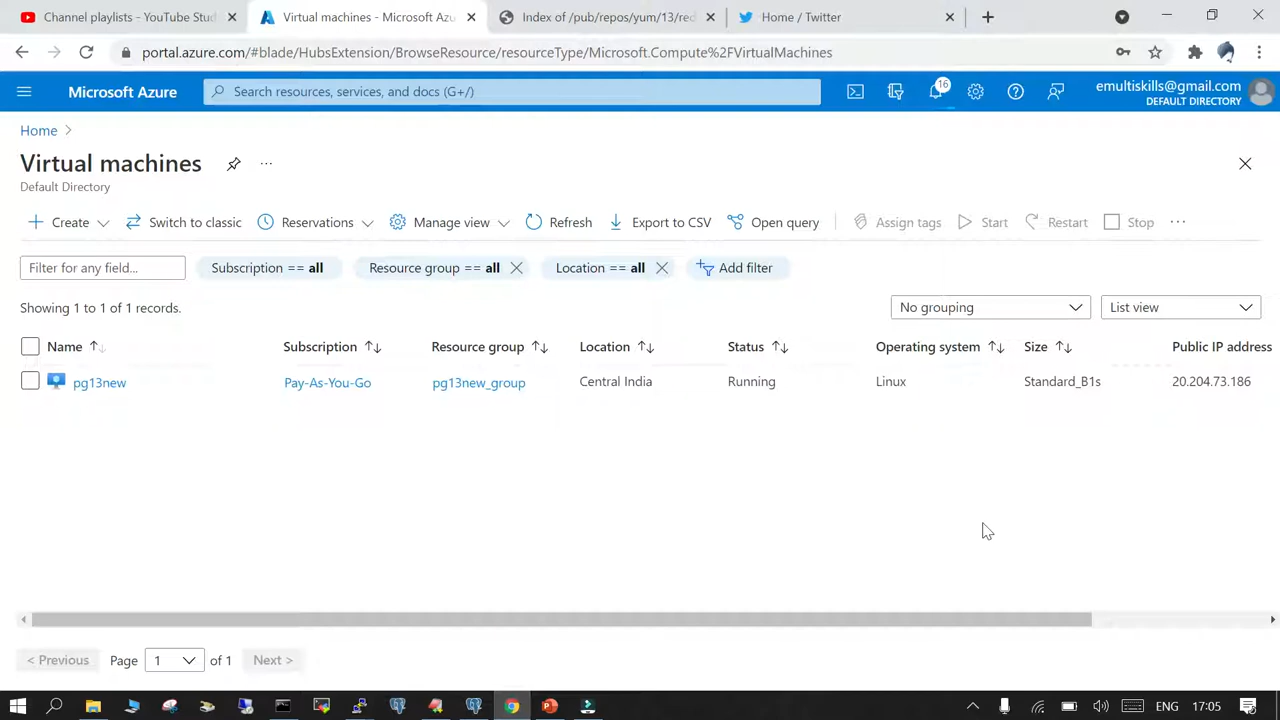 Channel playlists - YouTube Stud
Virtual machines - Microsoft Azu
Index of /pub/repos/yum/13/red
Home / Twitter
portal.azure.com/#blade/HubsExtension/BrowseResource/resourceType/Microsoft.Compute%2FVirtualMachines
Microsoft Azure
Search resources, services, and docs (G+/)
16
emultiskills@gmail.com
DEFAULT DIRECTORY
Home
Virtual machines
Default Directory
Create
Switch to classic
Reservations
Manage view
Refresh
Export to CSV
Open query
Assign tags
Start
Restart
Stop
Filter for any field...
Subscription == all
Resource group == all
Location == all
Add filter
Showing 1 to 1 of 1 records.
No grouping
List view
Name Subscription Resource group Location Status Operating system Size Public IP address
pg13new Pay-As-You-Go pg13new_group Central India Running Linux Standard_B1s 20.204.73.186
< Previous Page 1 of 1 Next >
ENG 17:05